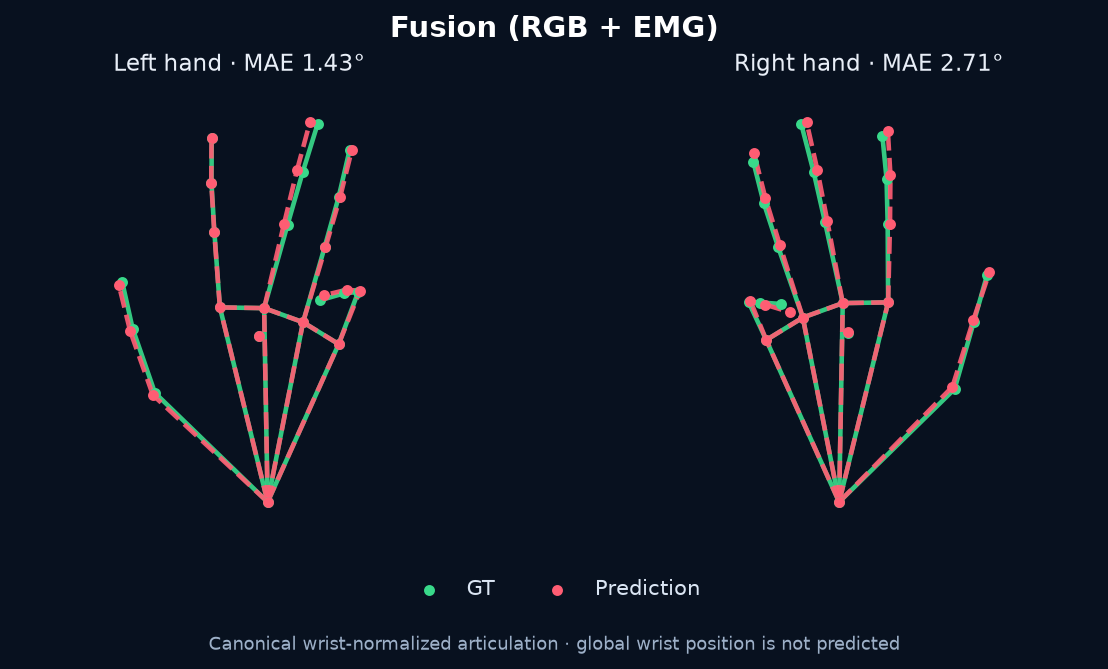 Fusion (RGB + EMG)
Left hand · MAE 1.43°
Right hand · MAE 2.71°
GT
Prediction
Canonical wrist-normalized articulation · global wrist position is not predicted